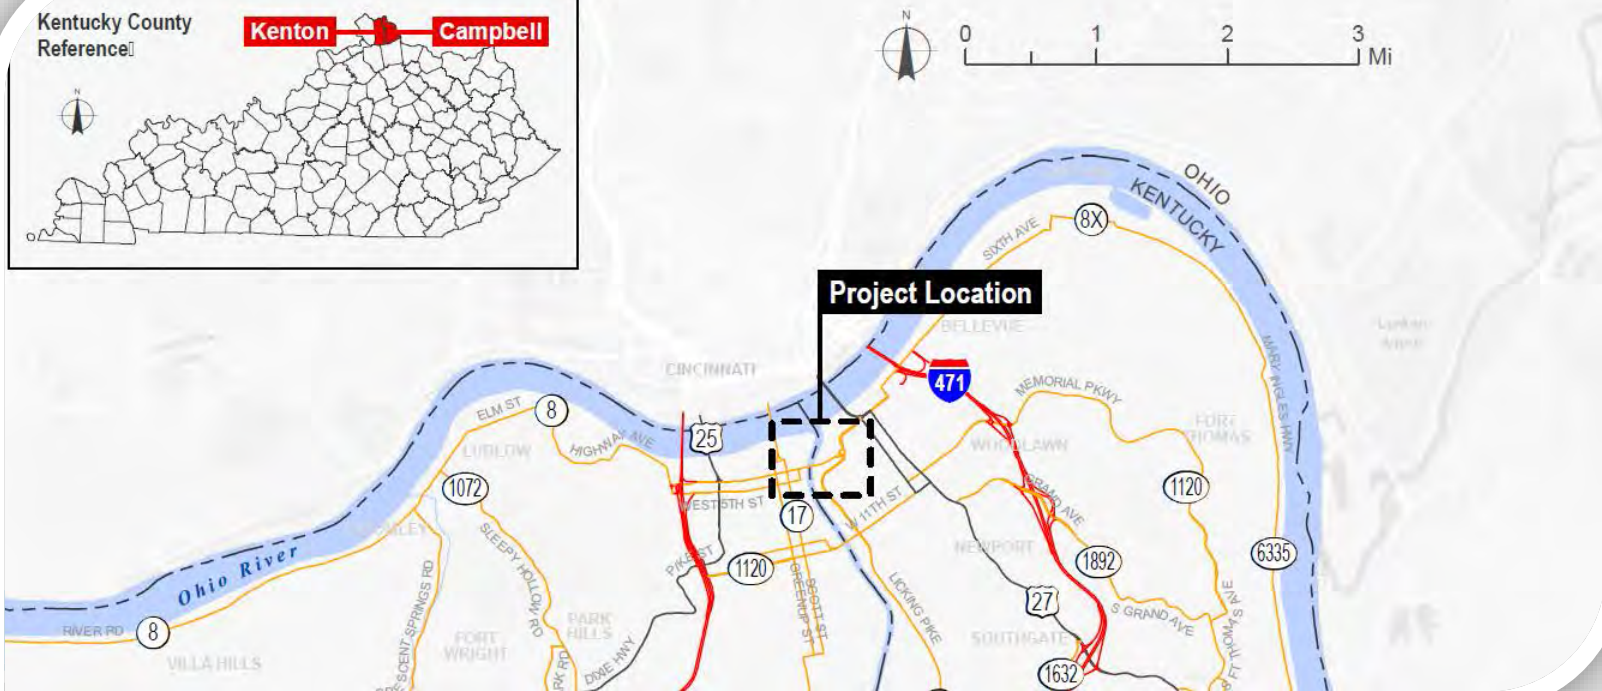 Kentucky County
Reference
Kenton
Campbell
N
N
0
1
2
3
Mi
OHIO
KENTUCKY
SIXTH AVE
8X
Project Location
BELLEVUE
CINCINNATI
471
MEMORIAL PKWY
MARY INGLES HWY
ELM ST
8
HIGHWAY AVE
25
LUDLOW
FORT
THOMAS
WOODLAWN
1072
WEST 5TH ST
17
W 11TH ST
GRAND AVE
1120
SLEEPY HOLLOW RD
PIKE ST
1120
NEWPORT
1892
6335
Ohio River
GREENUP ST
SCOTT ST
LICKING PIKE
27
S GRAND AVE
RIVER RD
8
PARK
HILLS
FORT
WRIGHT
SOUTHGATE
VILLA HILLS
DIXIE HWY
1632